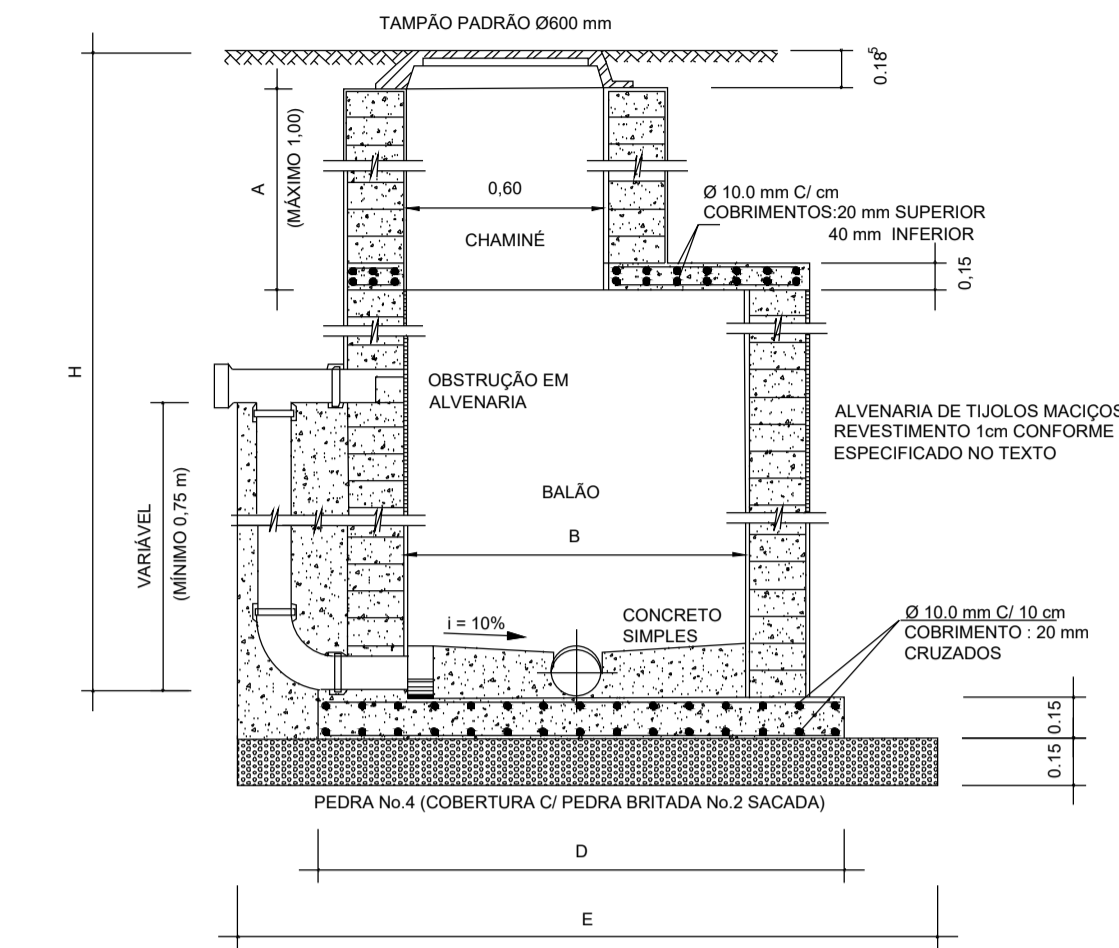 TAMPÃO PADRÃO Ø600 mm
0.18⁵
A
(MÁXIMO 1,00)
0,60
CHAMINÉ
Ø 10.0 mm C/ cm
COBRIMENTOS:20 mm SUPERIOR
40 mm INFERIOR
0,15
H
OBSTRUÇÃO EM
ALVENARIA
ALVENARIA DE TIJOLOS MACIÇOS
REVESTIMENTO 1cm CONFORME
ESPECIFICADO NO TEXTO
BALÃO
B
VARIÁVEL
(MÍNIMO 0,75 m)
i = 10%
CONCRETO
SIMPLES
Ø 10.0 mm C/ 10 cm
COBRIMENTO : 20 mm
CRUZADOS
0.15
0.15
PEDRA No.4 (COBERTURA C/ PEDRA BRITADA No.2 SACADA)
D
E